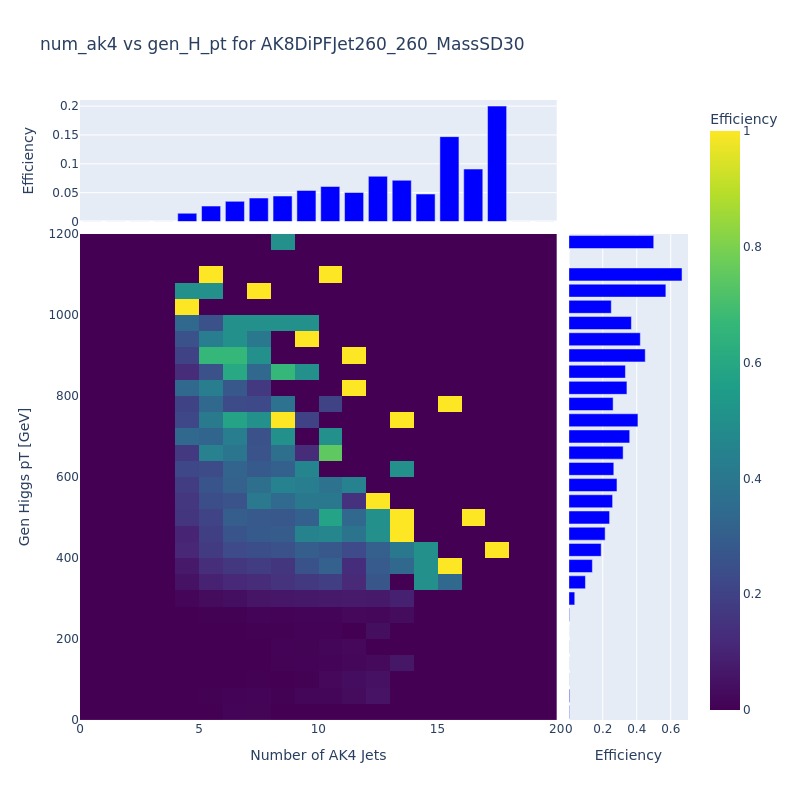 num_ak4 vs gen_H_pt for AK8DiPFJet260_260_MassSD30
Efficiency
0.2
0.15
0.1
0.05
0
Efficiency
1
0.8
0.6
0.4
0.2
0
Gen Higgs pT [GeV]
1200
1000
800
600
400
200
0
0 5 10 15 20
Number of AK4 Jets
0 0.2 0.4 0.6
Efficiency